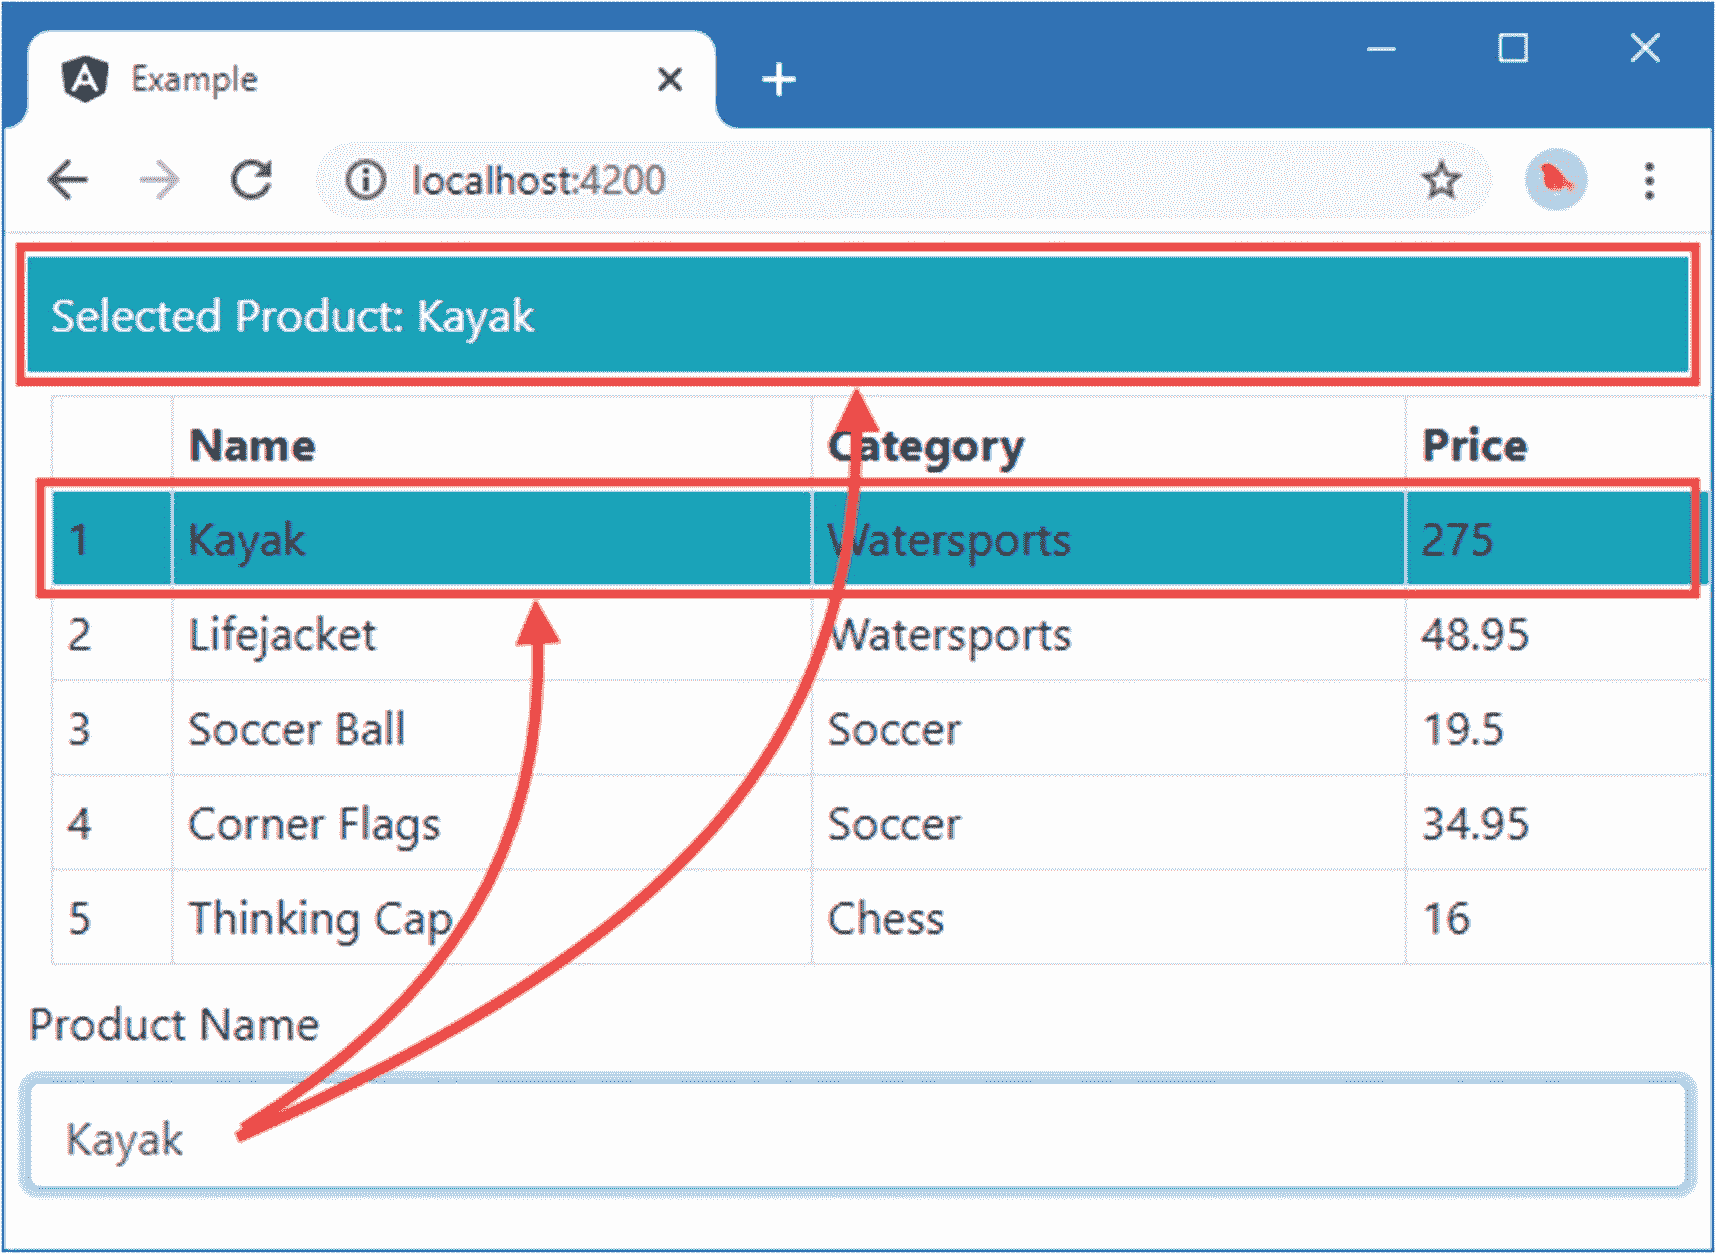 Example
localhost:4200
Selected Product: Kayak
Name Category Price
1 Kayak Watersports 275
2 Lifejacket Watersports 48.95
3 Soccer Ball Soccer 19.5
4 Corner Flags Soccer 34.95
5 Thinking Cap Chess 16
Product Name
Kayak